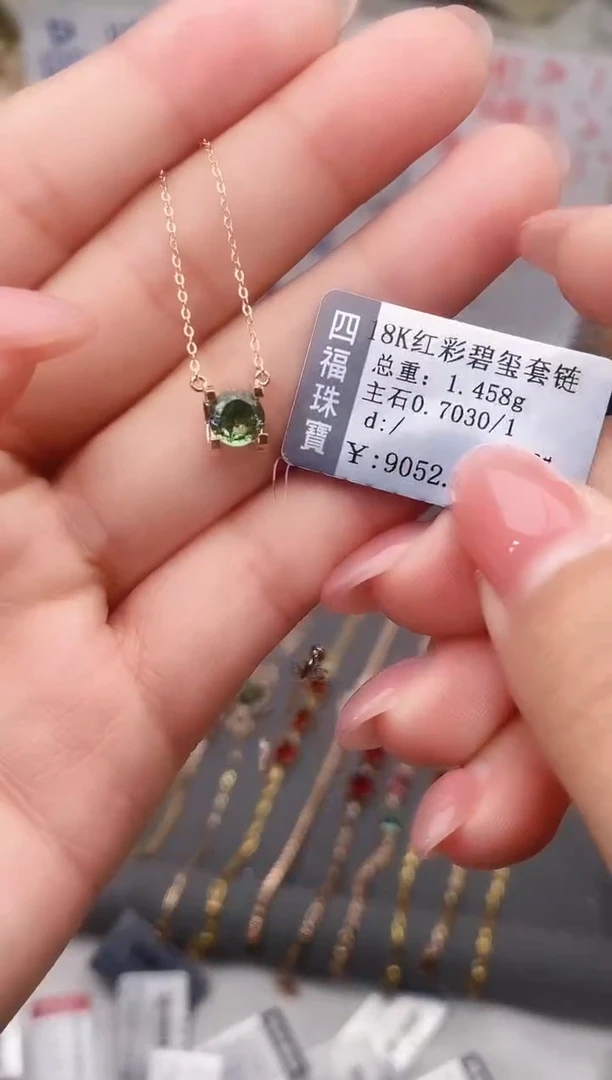 四福珠寶
18K红彩碧玺套链
总重：1.458g
主石0.7030/1
d:/
¥:9052.